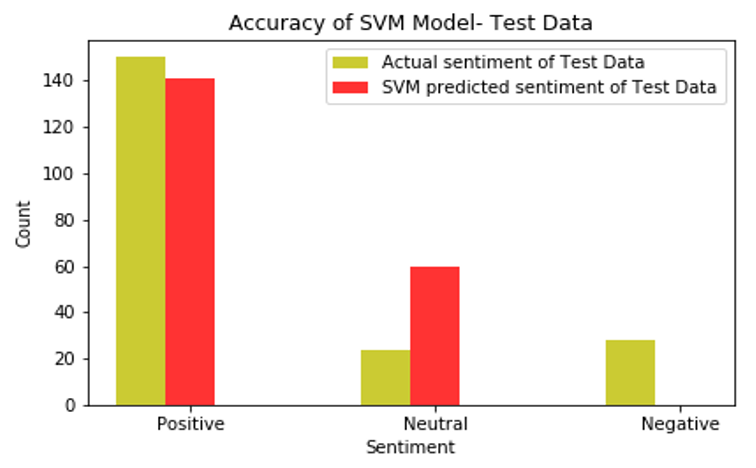 Accuracy of SVM Model- Test Data
Actual sentiment of Test Data
SVM predicted sentiment of Test Data
Count
140
120
100
80
60
40
20
0
Positive Neutral Negative
Sentiment